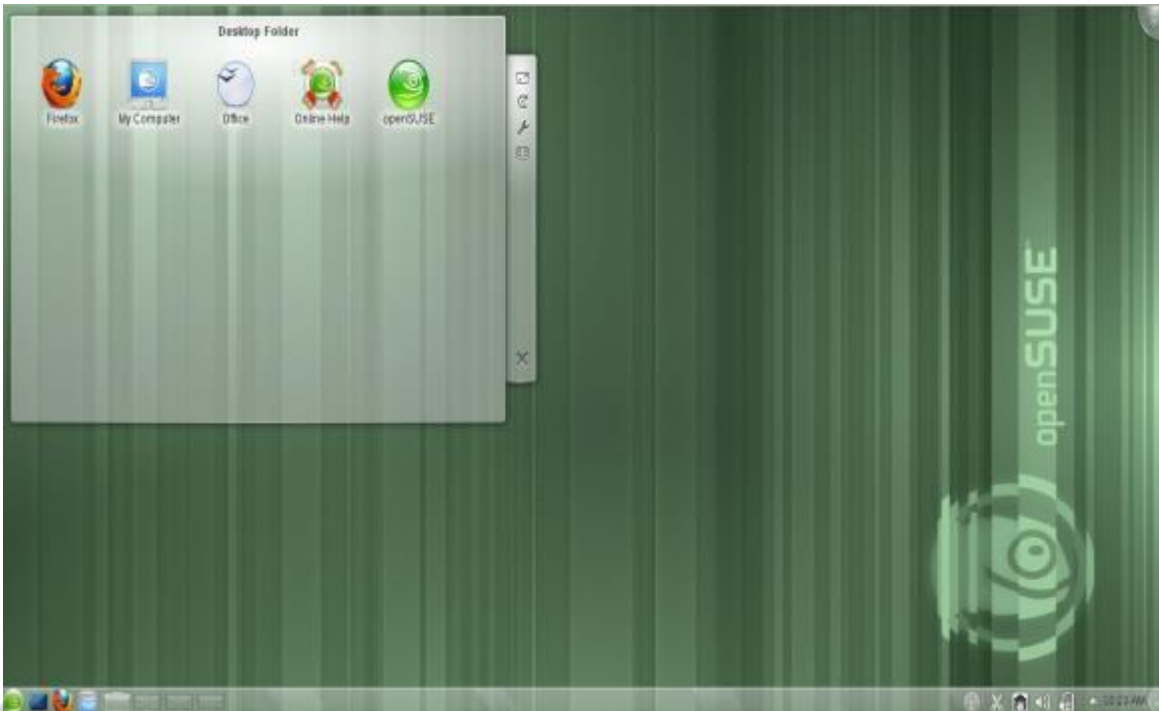 Desktop Folder
Firefox
My Computer
Office
Online Help
openSUSE
openSUSE